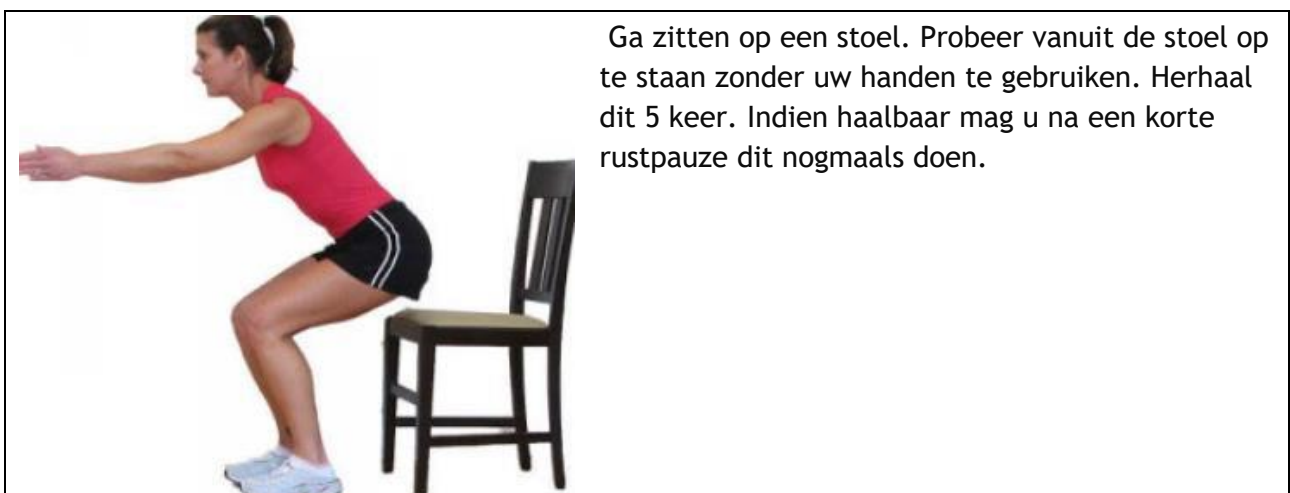 Ga zitten op een stoel. Probeer vanuit de stoel op
te staan zonder uw handen te gebruiken. Herhaal
dit 5 keer. Indien haalbaar mag u na een korte
rustpauze dit nogmaals doen.